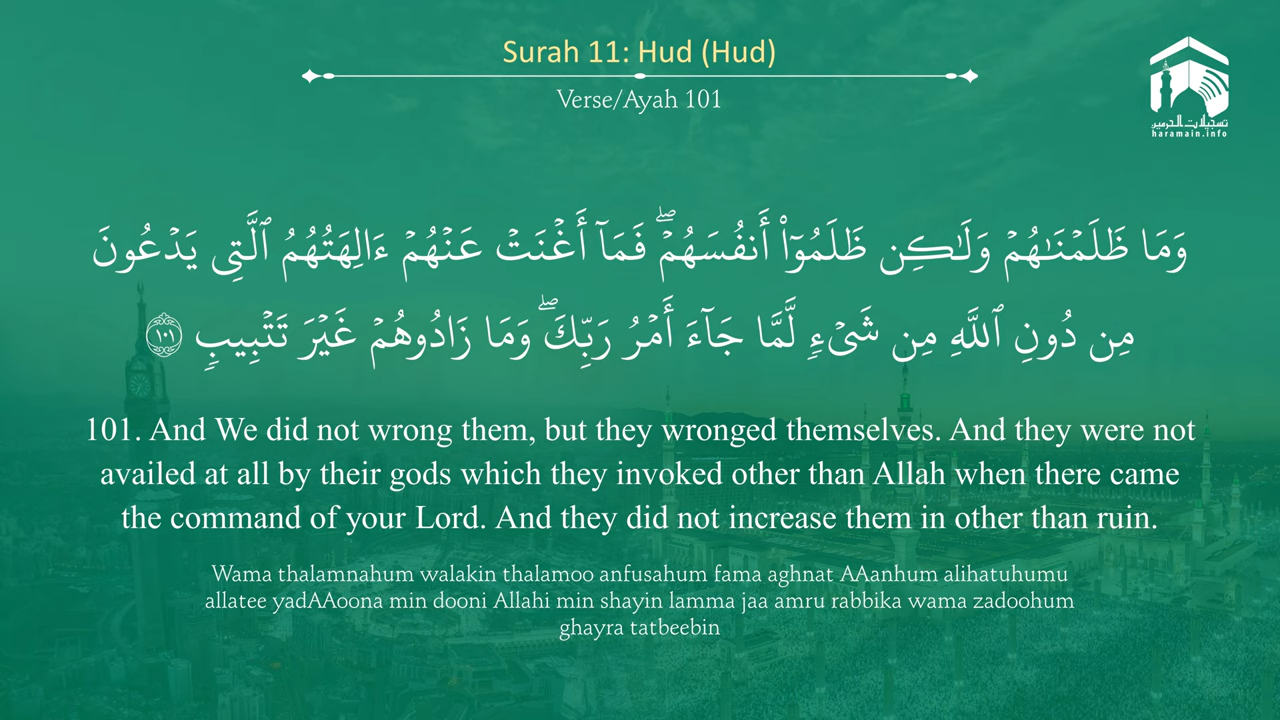 Surah 11: Hud (Hud)
Verse/Ayah 101
تسجيلات الحرمين
haramain.info
وَمَا ظَلَمۡنَـٰهُمۡ وَلَـٰكِن ظَلَمُوٓا۟ أَنفُسَهُمۡۖ فَمَآ أَغۡنَتۡ عَنۡهُمۡ ءَالِهَتُهُمُ ٱلَّتِى يَدۡعُونَ
مِن دُونِ ٱللَّهِ مِن شَىۡءٍ لَّمَّا جَآءَ أَمۡرُ رَبِّكَۖ وَمَا زَادُوهُمۡ غَيۡرَ تَتۡبِيبٍ ١٠١
101. And We did not wrong them, but they wronged themselves. And they were not
availed at all by their gods which they invoked other than Allah when there came
the command of your Lord. And they did not increase them in other than ruin.
Wama thalamnahum walakin thalamoo anfusahum fama aghnat AAanhum alihatuhumu
allatee yadAAoona min dooni Allahi min shayin lamma jaa amru rabbika wama zadoohum
ghayra tatbeebin